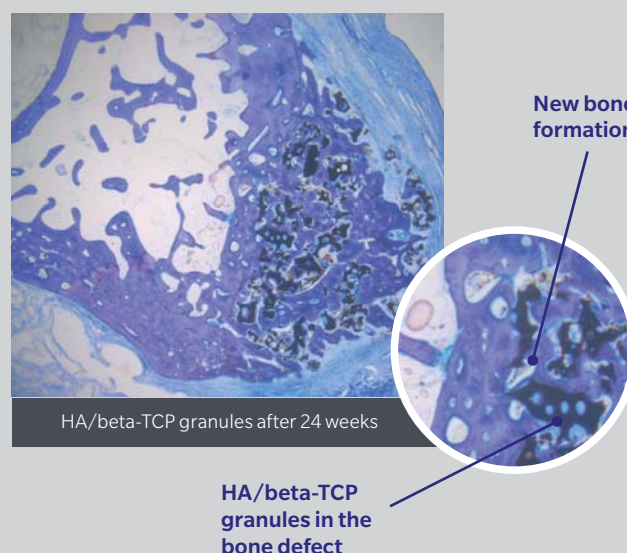 New bone
formation
HA/beta-TCP granules after 24 weeks
HA/beta-TCP
granules in the
bone defect